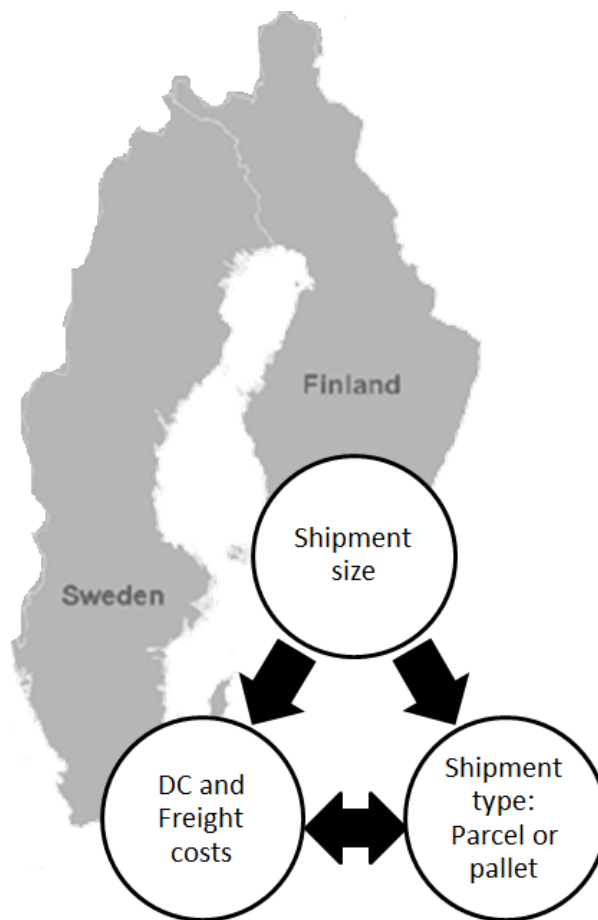 Finland
Shipment
size
Sweden
DC and
Freight
costs
Shipment
type:
Parcel or
pallet